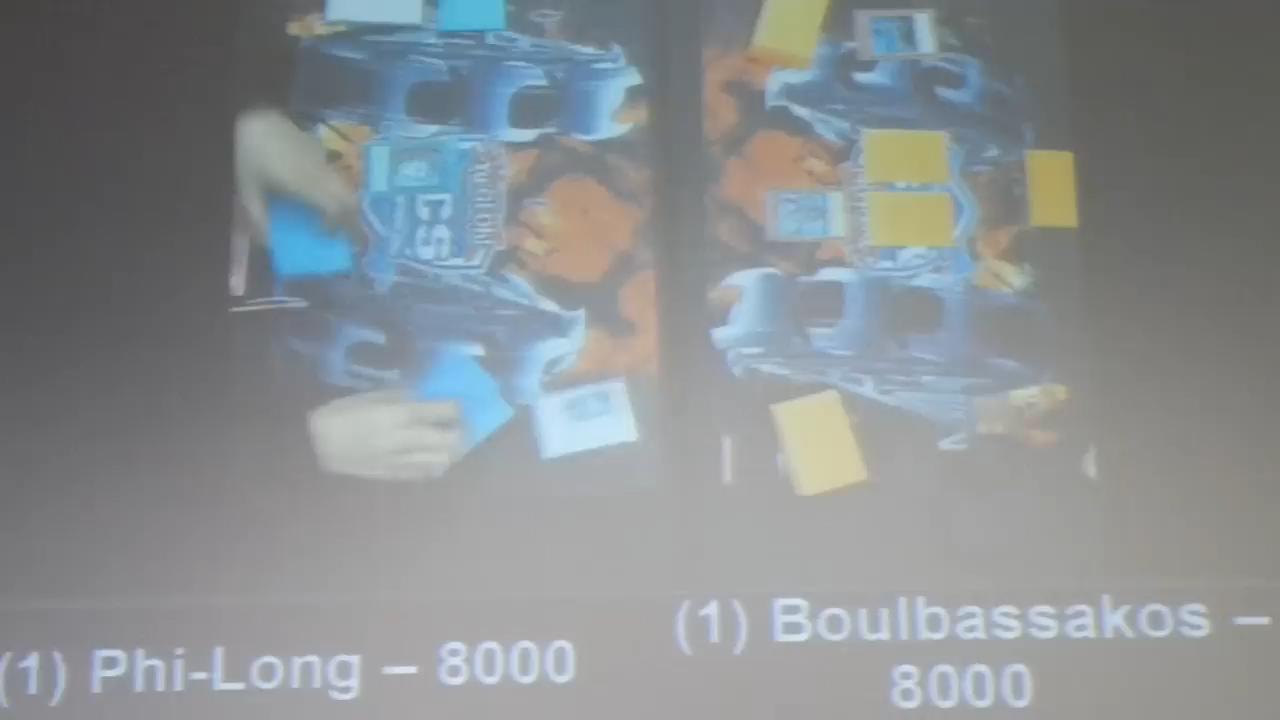 (1) Phi-Long – 8000
(1) Boulbassakos –
8000